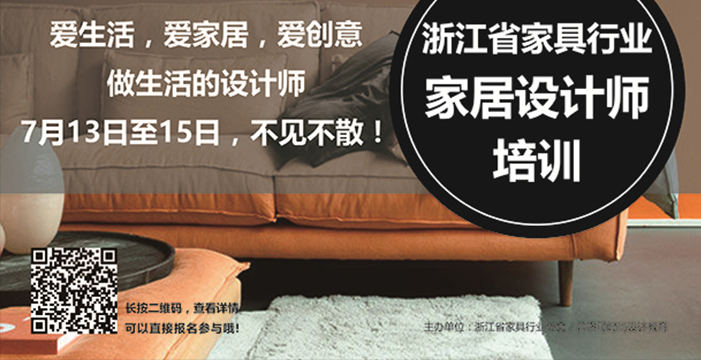 爱生活，爱家居，爱创意
做生活的设计师
7月13日至15日，不见不散！
浙江省家具行业
家居设计师
培训
长按二维码，查看详情
可以直接报名参与哦!
主办单位：浙江省家具行业